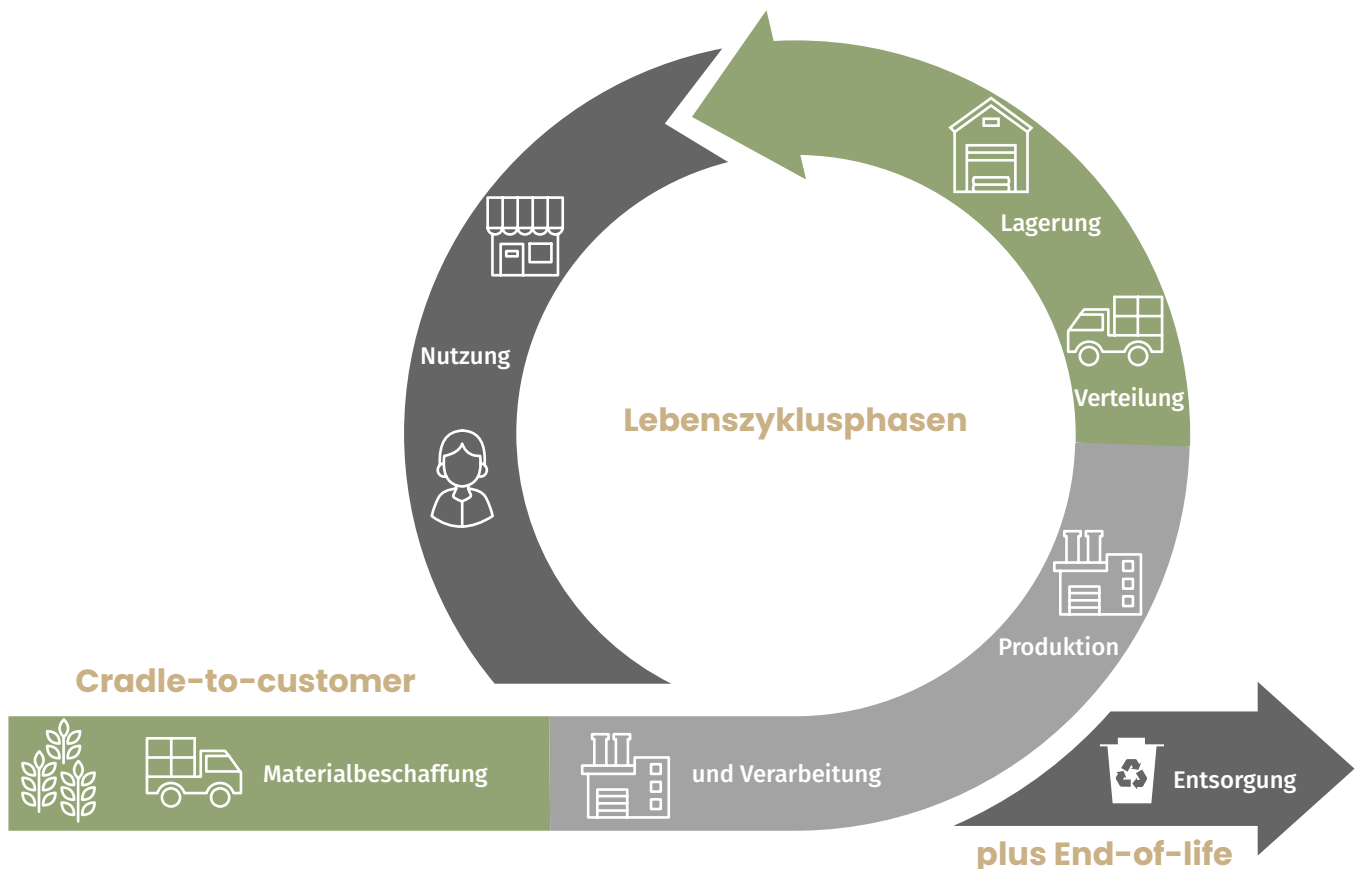 Lagerung
Verteilung
Nutzung
Lebenszyklusphasen
Produktion
Cradle-to-customer
Materialbeschaffung
und Verarbeitung
Entsorgung
plus End-of-life